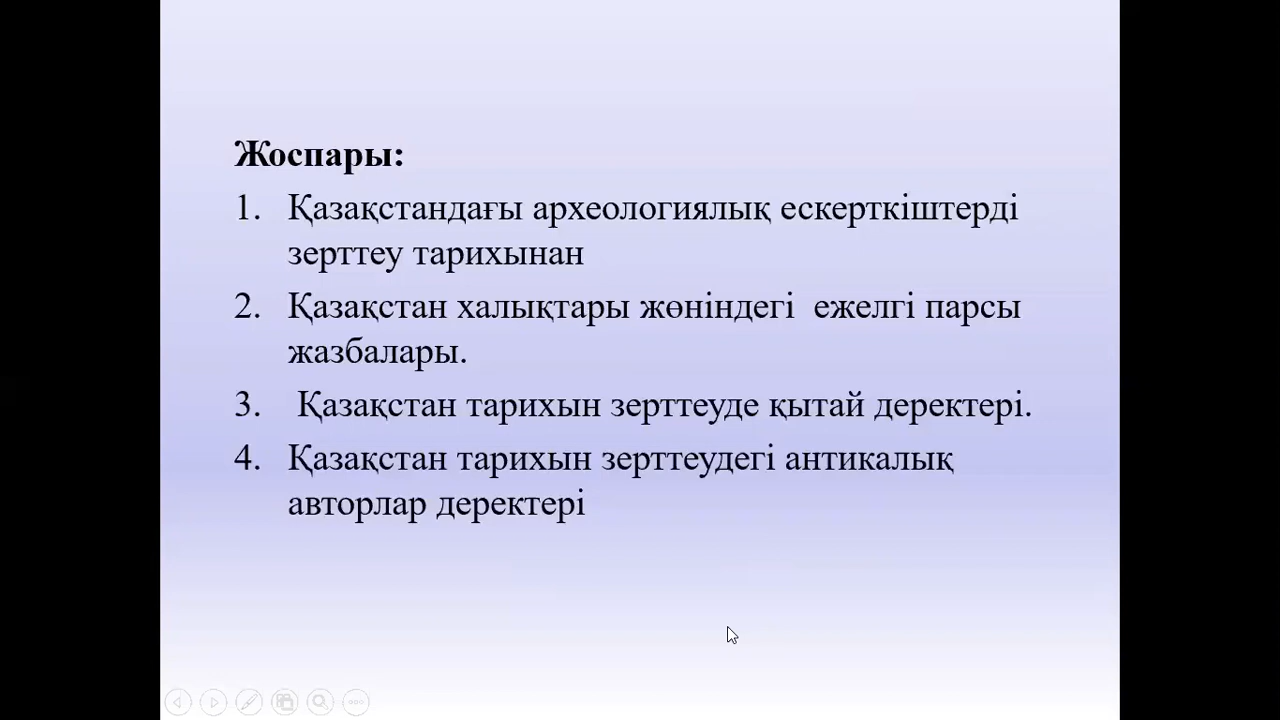 Жоспары:
1. Қазақстандағы археологиялық ескерткіштерді
зерттеу тарихынан
2. Қазақстан халықтары жөніндегі  ежелгі парсы
жазбалары.
3. Қазақстан тарихын зерттеуде қытай деректері.
4. Қазақстан тарихын зерттеудегі антикалық
авторлар деректері